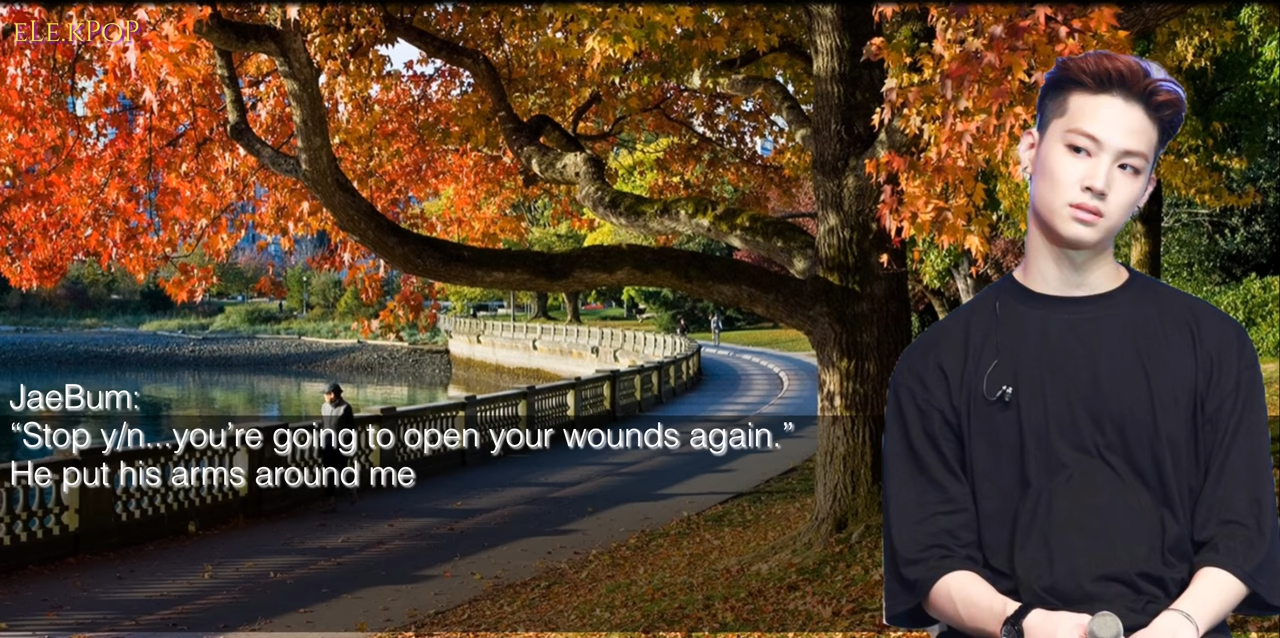 ELE.KPOP
JaeBum:
“Stop y/n...you’re going to open your wounds again.”
He put his arms around me